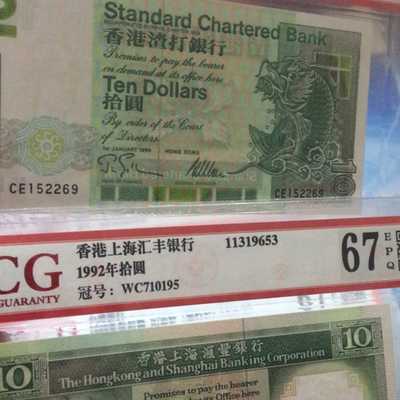 Standard Chartered Bank
香港渣打銀行
Promises to pay the bearer
on demand at its office here
Ten Dollars
拾圓
By order of the Court
of Directors.
HONG KONG
CE152269
CE152269
10
CG
GUARANTY
香港上海汇丰银行
1992年拾圆
冠号: WC710195
11319653
67
E
P
Q
10
香港上海滙豐銀行
10
The Hongkong and Shanghai Banking Corporation
Promises to pay the bearer